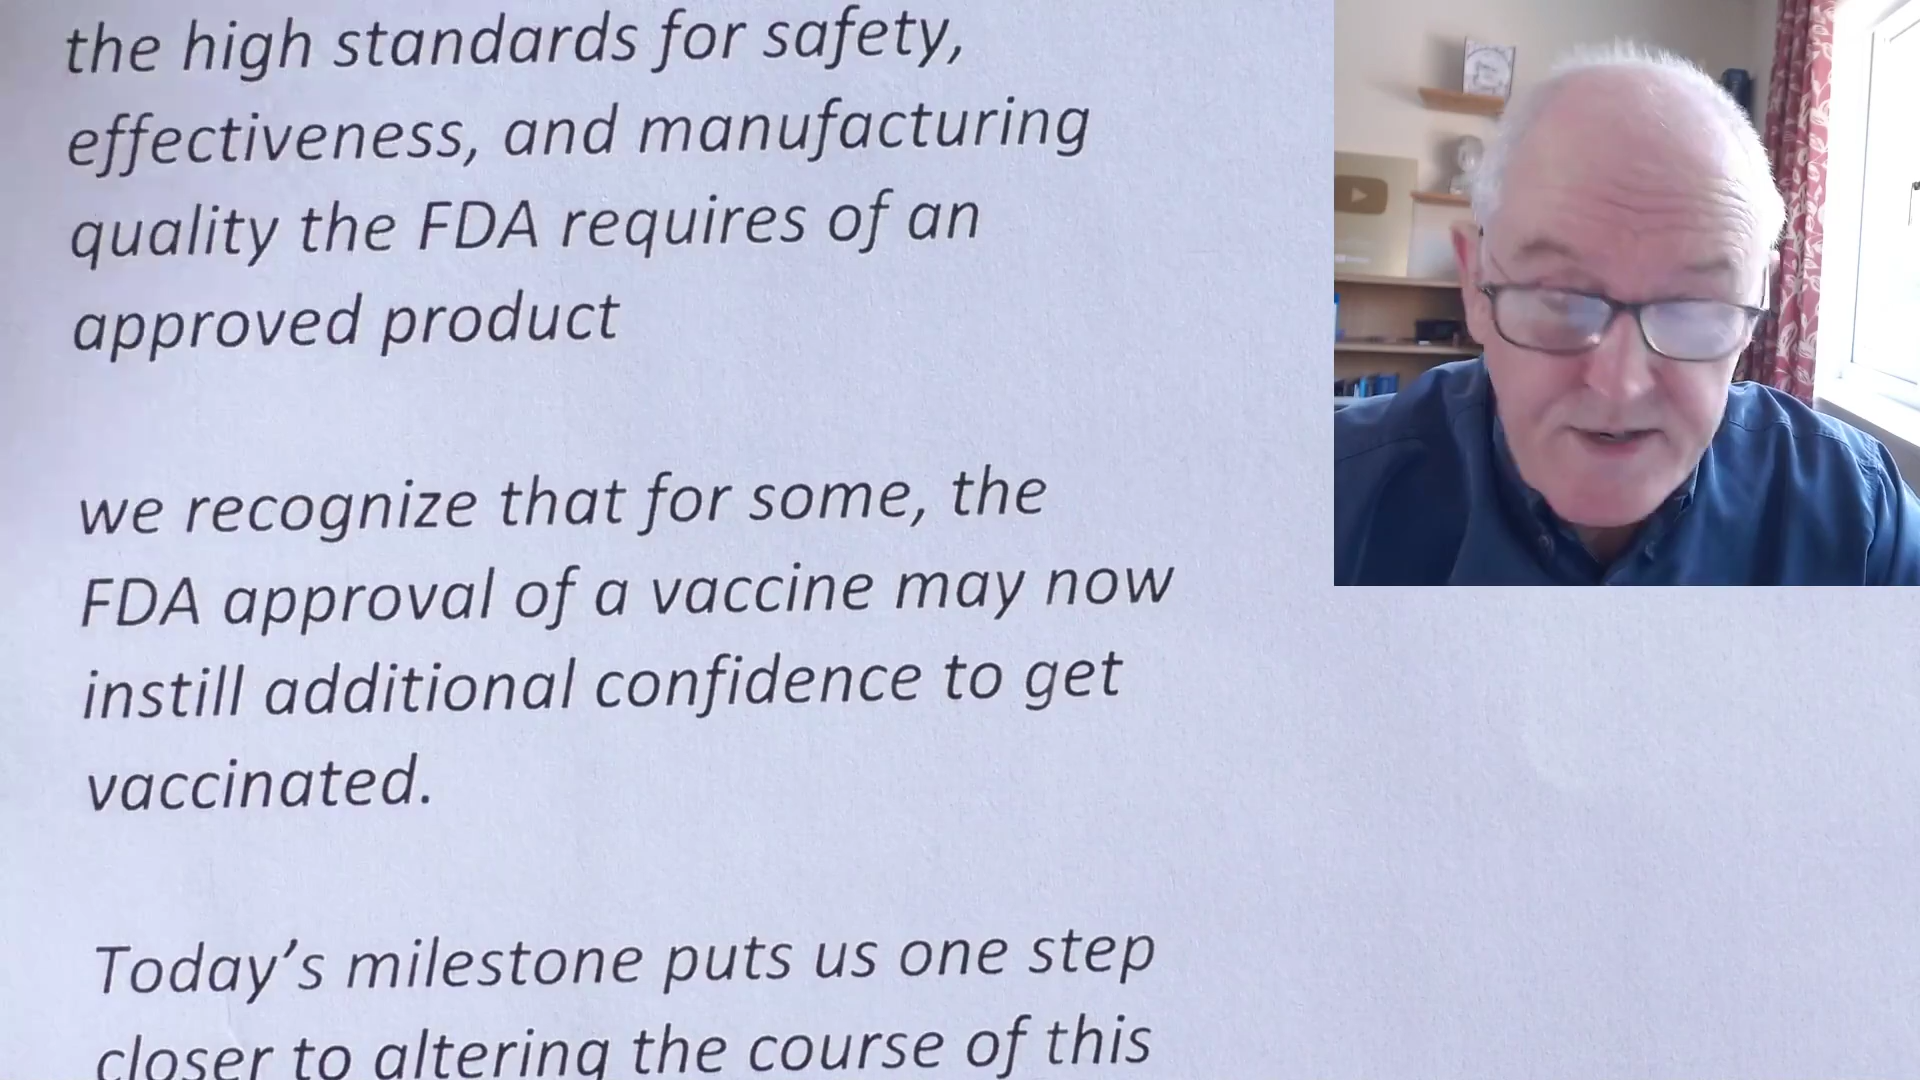 the high standards for safety,
effectiveness, and manufacturing
quality the FDA requires of an
approved product
we recognize that for some, the
FDA approval of a vaccine may now
instill additional confidence to get
vaccinated.
Today’s milestone puts us one step
closer to altering the course of this